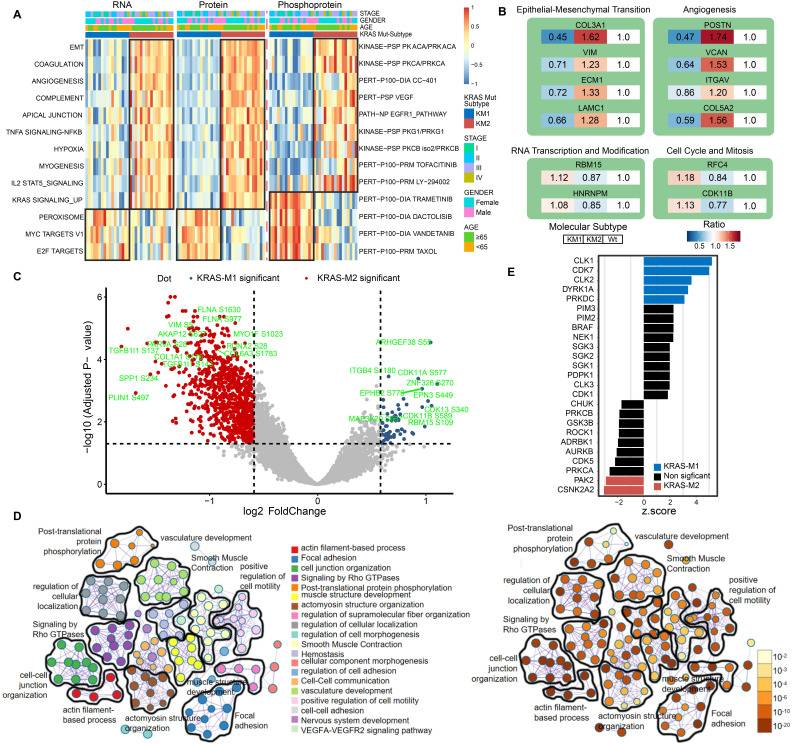 A
RNA
Protein
Phosphoprotein
STAGE
GENDER
AGE
KRAS Mut-Subtype
EMT
COAGULATION
ANGIOGENESIS
COMPLEMENT
APICAL JUNCTION
TNFA SIGNALING-NFKB
HYPOXIA
MYOGENESIS
IL2 STAT5_SIGNALING
KRAS SIGNALING_UP
PEROXISOME
MYC TARGETS V1
E2F TARGETS
KINASE-PSP PKACA/PRKACA
KINASE-PSP CK2A1/CSNK2A1
PERT-P100-DIA CC-401
PERT-PSP VEGF
PATH-NP EGFR1_PATHWAY
KINASE-PSP PKG1/PRKG1
KINASE-PSP PKCB iso2/PRKCB
PERT-P100-PRM TOFACITINIB
PERT-P100-PRM LY-294002
PERT-P100-DIA TRAMETINIB
PERT-P100-DIA DACTOLISIB
PERT-P100-DIA VANDETANIB
PERT-P100-PRM TAXOL
1
0.5
0
−0.5
−1
KRAS Mut
Subtype
KM1
KM2
STAGE
I
II
III
IV
GENDER
Female
Male
AGE
≥65
<65
B
Epithelial-Mesenchymal Transition
COL3A1
0.45 1.62 1.0
VIM
0.71 1.23 1.0
ECM1
0.72 1.33 1.0
LAMC1
0.66 1.28 1.0
Angiogenesis
POSTN
0.47 1.74 1.0
VCAN
0.64 1.53 1.0
ITGAV
0.86 1.20 1.0
COL5A2
0.59 1.56 1.0
RNA Transcription and Modification
RBM15
1.12 0.87 1.0
HNRNPM
1.08 0.85 1.0
Cell Cycle and Mitosis
RFC4
1.18 0.84 1.0
CDK11B
1.13 0.77 1.0
Molecular Subtype
KM1 KM2 Wt
Ratio
0.5 1.0 1.5
C
Dot
KRAS-M1 significant
KRAS-M2 significant
−log10 (Adjusted P− value)
6
4
2
0
FLNA S1630
FLNA S977
VIM
AKAP12
MYO1F S1023
TGFB1I1 S137
COL1A1
COL6A3 S1783
SPP1 S234
PLIN1 S497
ARHGEF38 S55
ITGB4 S1180
CDK11A S577
ZNF326 S270
EPHB2 S776
EPN3 S449
CDK13 S340
CDK11B S589
RBM15 S109
−1
0
1
log2 FoldChange
E
CLK1
CDK7
CLK2
DYRK1A
PRKDC
PIM3
PIM2
BRAF
NEK1
SGK3
SGK2
SGK1
PDPK1
CLK3
CDK1
CHUK
PRKCB
GSK3B
ROCK1
ADRBK1
AURKB
CDK5
PRKCA
PAK2
CSNK2A2
KRAS-M1
Non sigficant
KRAS-M2
−2 0 2 4
z.score
D
Post-translational
protein
phosphorylation
vasculature development
Smooth Muscle
Contraction
positive
regulation of
cell motility
regulation of
cellular
localization
Signaling by
Rho GTPases
cell-cell
junction
organization
actin filament-
based process
actomyosin structure
organization
muscle structure
development
Focal
adhesion
actin filament-based process
Focal adhesion
cell junction organization
Signaling by Rho GTPases
Post-translational protein phosphorylation
muscle structure development
actomyosin structure organization
regulation of supramolecular fiber organization
regulation of cellular localization
regulation of cell morphogenesis
Smooth Muscle Contraction
Hemostasis
cellular component morphogenesis
regulation of cell adhesion
Cell-Cell communication
vasculature development
positive regulation of cell motility
cell-cell adhesion
Nervous system development
VEGFA-VEGFR2 signaling pathway
Post-translational
protein
phosphorylation
vasculature development
Smooth Muscle
Contraction
positive
regulation of
cell motility
regulation of
cellular
localization
Signaling by
Rho GTPases
cell-cell
junction
organization
actin filament-
based process
actomyosin structure
organization
muscle structure
development
Focal
adhesion
10-2
10-3
10-4
10-6
10-10
10-20